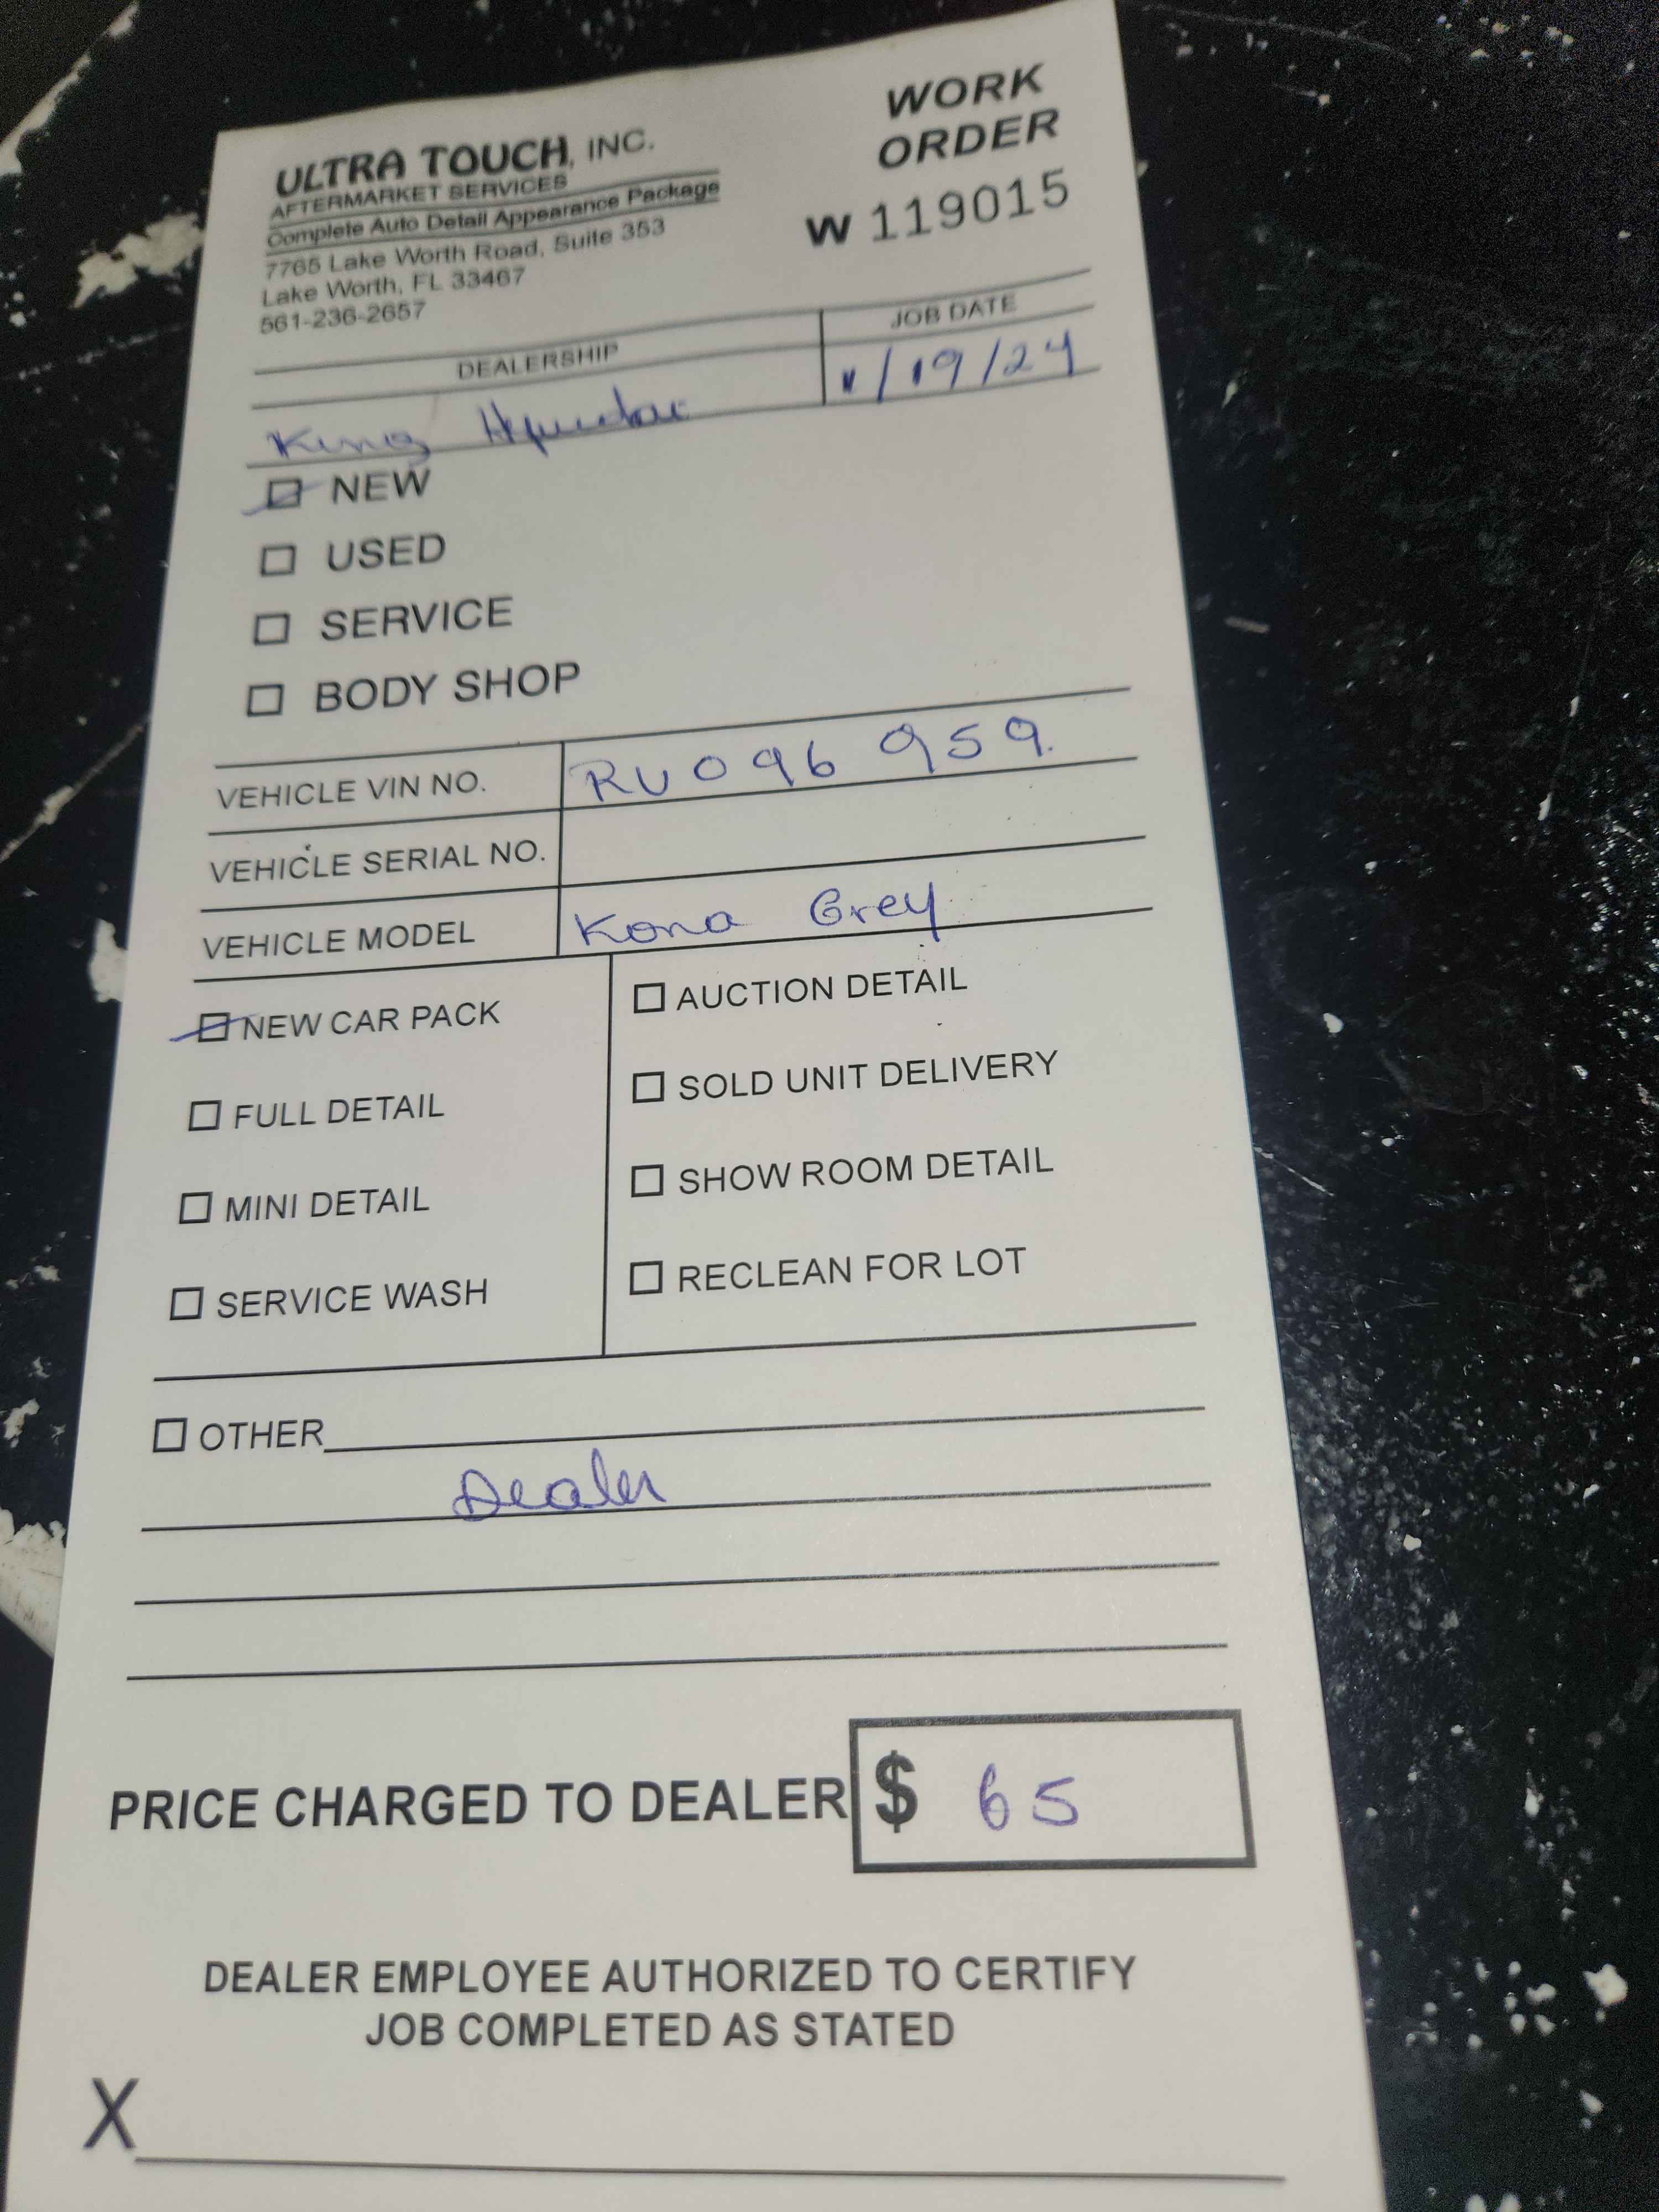 ULTRA TOUCH, INC.
AFTERMARKET SERVICES
Complete Auto Detail Appearance Package
7765 Lake Worth Road, Suite 353
Lake Worth, FL 33467
561-236-2657
WORK
ORDER
W 119015
DEALERSHIP
JOB DATE
King Hyundai
/19/24
NEW
USED
SERVICE
BODY SHOP
VEHICLE VIN NO. RU096 959.
VEHICLE SERIAL NO.
VEHICLE MODEL Kona Grey
NEW CAR PACK
FULL DETAIL
MINI DETAIL
SERVICE WASH
AUCTION DETAIL
SOLD UNIT DELIVERY
SHOW ROOM DETAIL
RECLEAN FOR LOT
OTHER
Dealer
PRICE CHARGED TO DEALER $ 65
DEALER EMPLOYEE AUTHORIZED TO CERTIFY
JOB COMPLETED AS STATED
X